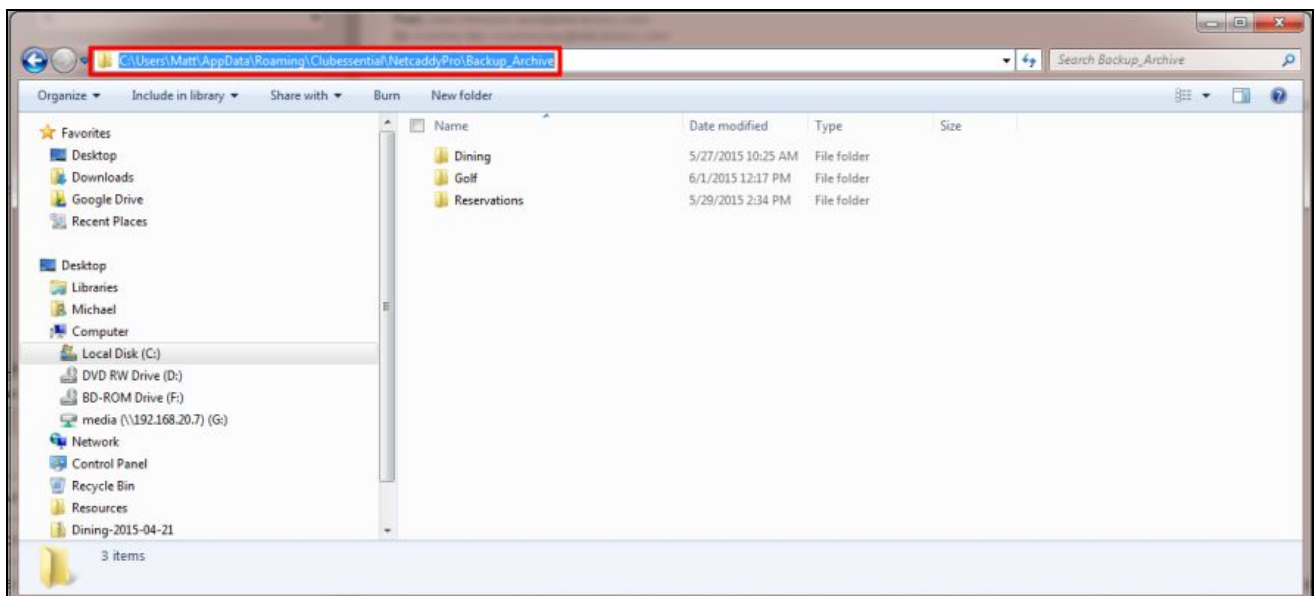 C:\Users\Matt\AppData\Roaming\Clubessential\NetcaddyPro\Backup_Archive
Search Backup_Archive
Organize Include in library Share with Burn New folder
Favorites
Desktop
Downloads
Google Drive
Recent Places
Desktop
Libraries
Michael
Computer
Local Disk (C:)
DVD RW Drive (D:)
BD-ROM Drive (F:)
media (\\192.168.20.7) (G:)
Network
Control Panel
Recycle Bin
Resources
Dining-2015-04-21
Name Date modified Type Size
Dining 5/27/2015 10:25 AM File folder
Golf 6/1/2015 12:17 PM File folder
Reservations 5/29/2015 2:34 PM File folder
3 items